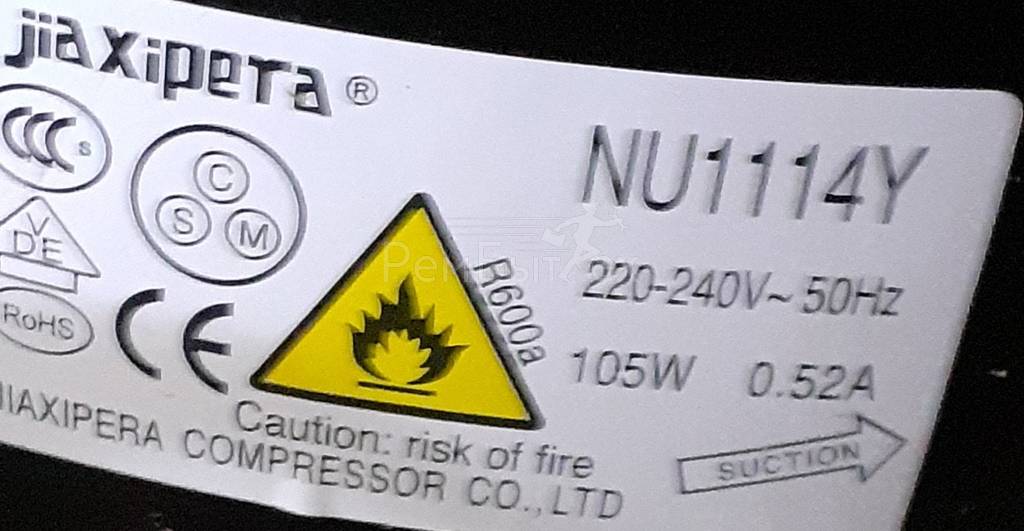 jiaxipera ®
CCC S
C
S M
VDE
RoHS
CE
R600a
NU1114Y
220-240V~ 50Hz
105W 0.52A
Caution: risk of fire
JIAXIPERA COMPRESSOR CO.,LTD
SUCTION
РемБыт